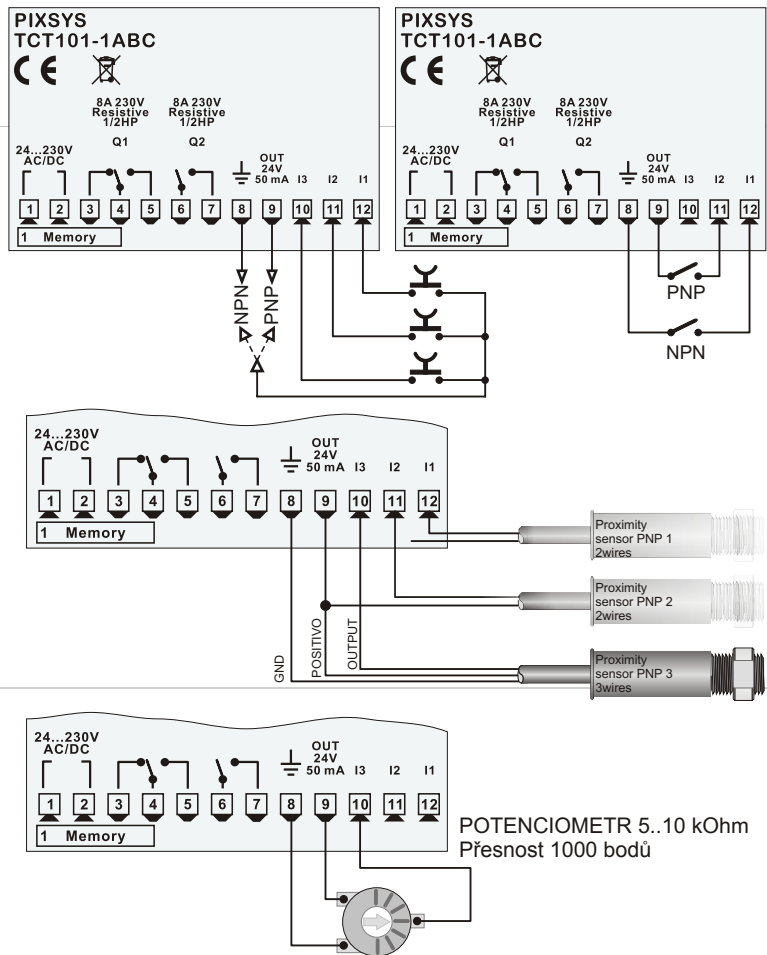 PIXSYS
TCT101-1ABC
CE
8A 230V
Resistive
1/2HP
8A 230V
Resistive
1/2HP
Q1
Q2
24...230V
AC/DC
OUT
24V
50 mA
I3
I2
I1
1 2 3 4 5 6 7 8 9 10 11 12
1 Memory
NPN
PNP
PIXSYS
TCT101-1ABC
CE
8A 230V
Resistive
1/2HP
8A 230V
Resistive
1/2HP
Q1
Q2
24...230V
AC/DC
OUT
24V
50 mA
I3
I2
I1
1 2 3 4 5 6 7 8 9 10 11 12
1 Memory
PNP
NPN
24...230V
AC/DC
OUT
24V
50 mA
I3
I2
I1
1 2 3 4 5 6 7 8 9 10 11 12
1 Memory
GND
POSITIVO
OUTPUT
Proximity
sensor PNP 1
2wires
Proximity
sensor PNP 2
2wires
Proximity
sensor PNP 3
3wires
24...230V
AC/DC
OUT
24V
50 mA
I3
I2
I1
1 2 3 4 5 6 7 8 9 10 11 12
1 Memory
POTENCIOMETR 5..10 kOhm
Přesnost 1000 bodů